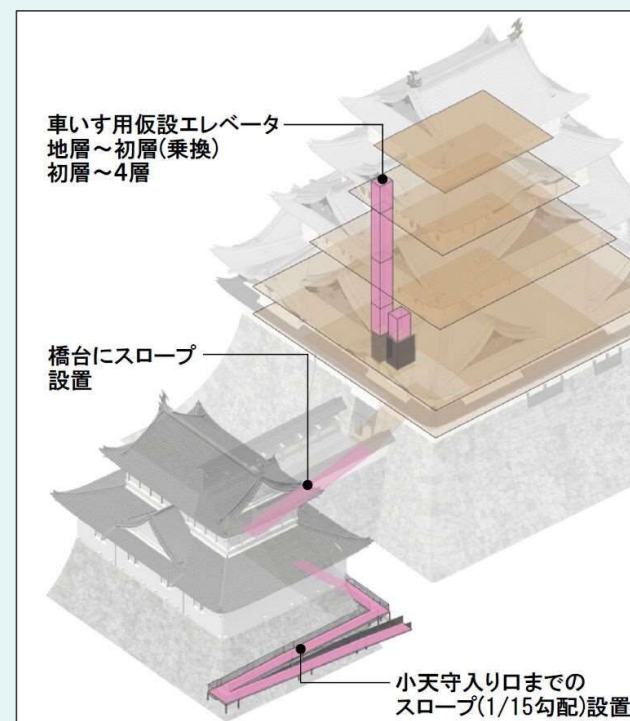 車いす用仮設エレベータ
地層～初層(乗換)
初層～4層
橋台にスロープ
設置
小天守入り口までの
スロープ(1/15勾配)設置